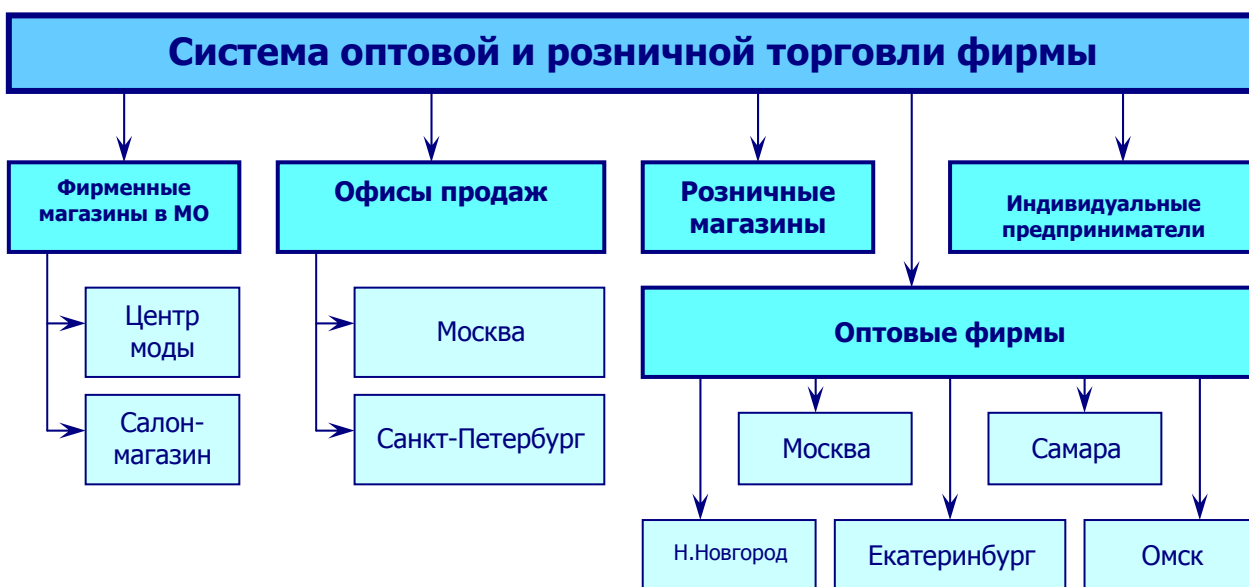 Система оптовой и розничной торговли фирмы
Фирменные
магазины в МО
Офисы продаж
Розничные
магазины
Индивидуальные
предприниматели
Центр
моды
Москва
Оптовые фирмы
Салон-
магазин
Санкт-Петербург
Москва
Самара
Н.Новгород
Екатеринбург
Омск